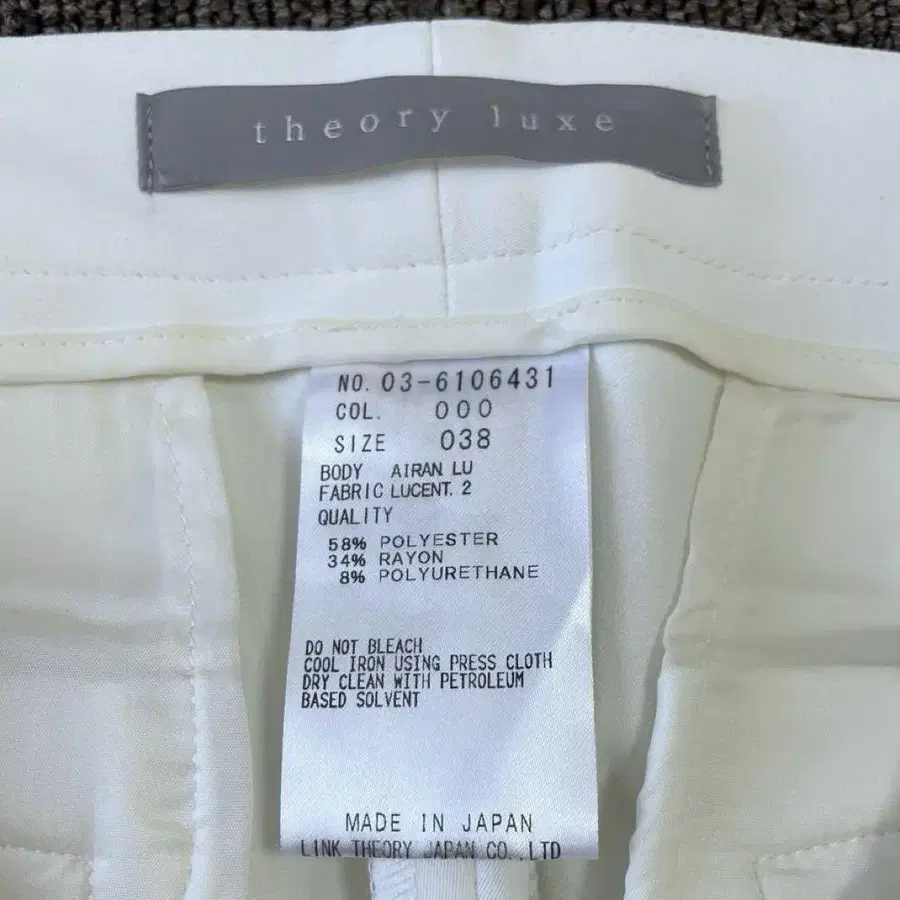 theory luxe
NO. 03-6106431
COL. 000
SIZE 038
BODY AIRAN LU
FABRIC LUCENT. 2
QUALITY
58% POLYESTER
34% RAYON
8% POLYURETHANE
DO NOT BLEACH
COOL IRON USING PRESS CLOTH
DRY CLEAN WITH PETROLEUM
BASED SOLVENT
MADE IN JAPAN
LINK THEORY JAPAN CO.,LTD